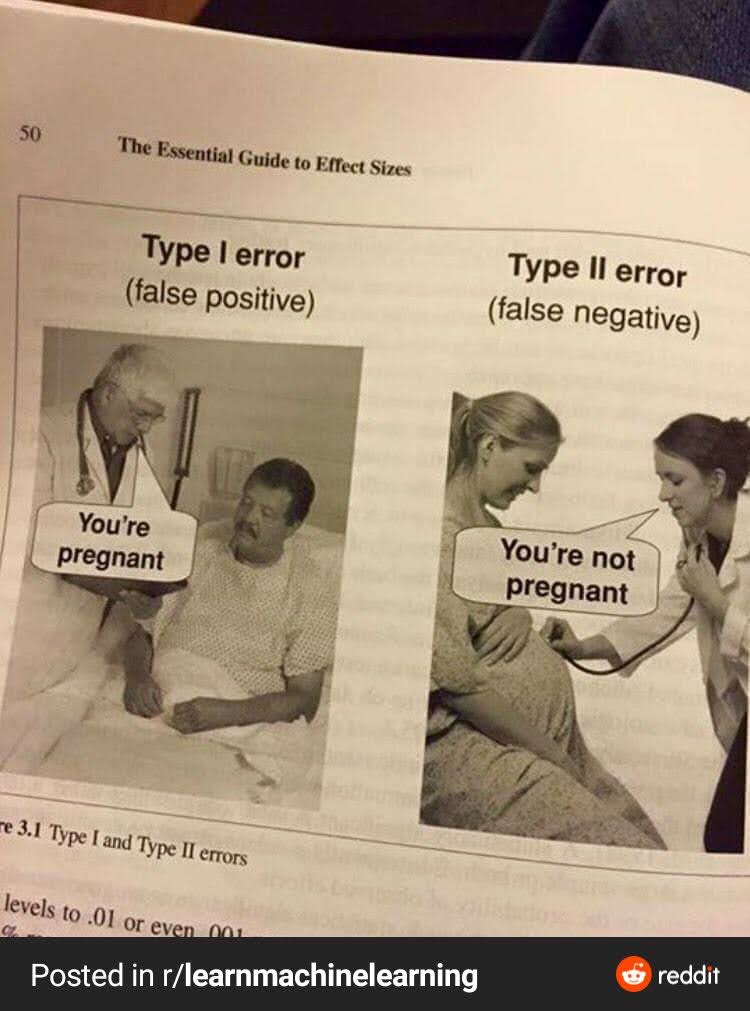 50
The Essential Guide to Effect Sizes
Type I error
(false positive)
Type II error
(false negative)
You're
pregnant
You're not
pregnant
re 3.1 Type I and Type II errors
levels to .01 or even .001
%
Posted in r/learnmachinelearning
reddit